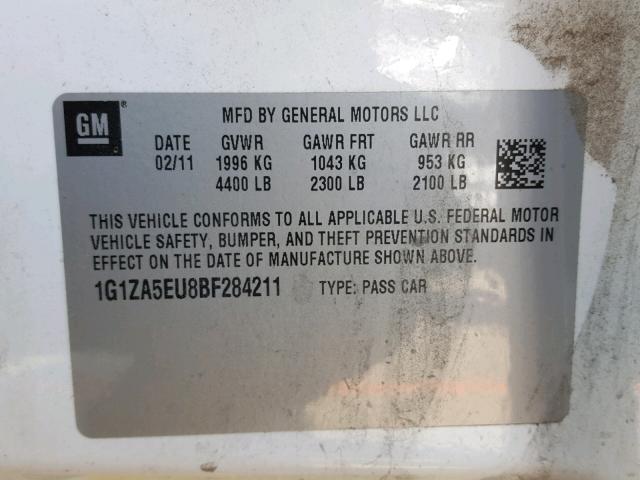 GM
MFD BY GENERAL MOTORS LLC
DATE GVWR GAWR FRT GAWR RR
02/11 1996 KG 1043 KG 953 KG
4400 LB 2300 LB 2100 LB
THIS VEHICLE CONFORMS TO ALL APPLICABLE U.S. FEDERAL MOTOR
VEHICLE SAFETY, BUMPER, AND THEFT PREVENTION STANDARDS IN
EFFECT ON THE DATE OF MANUFACTURE SHOWN ABOVE.
1G1ZA5EU8BF284211 TYPE: PASS CAR